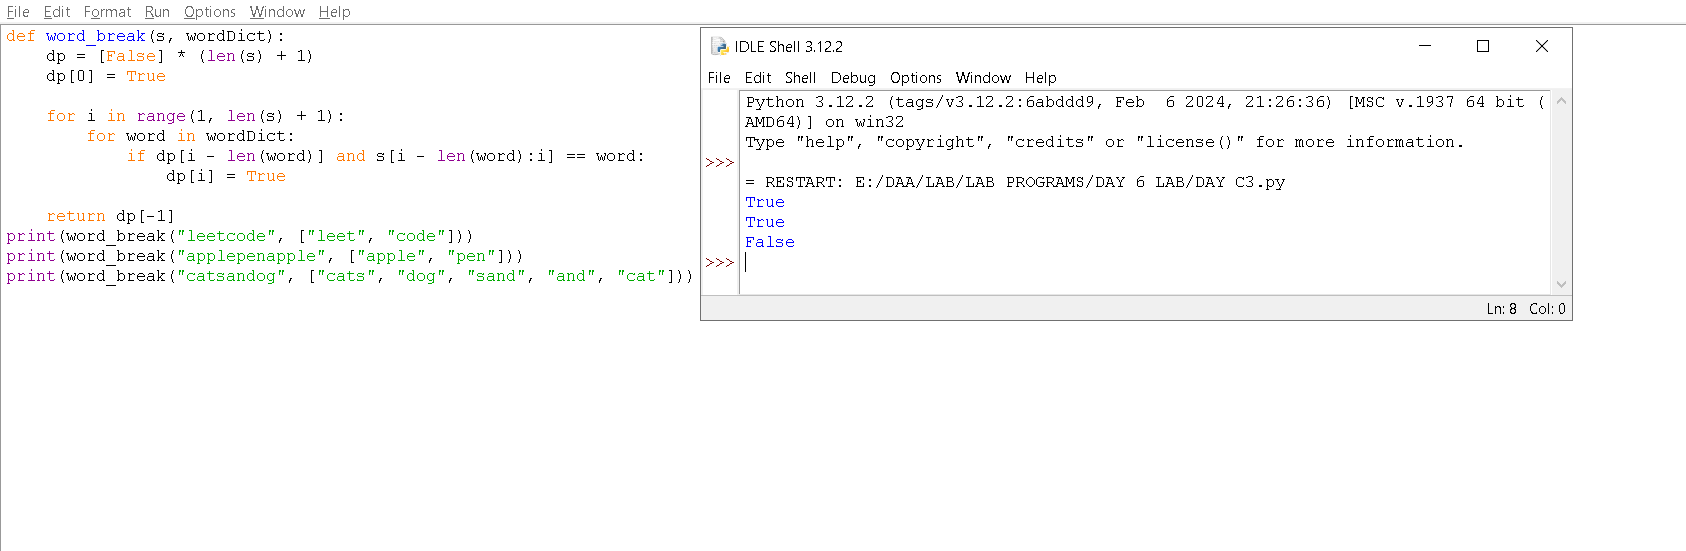 File Edit Format Run Options Window Help
def word_break(s, wordDict):
    dp = [False] * (len(s) + 1)
    dp[0] = True

    for i in range(1, len(s) + 1):
        for word in wordDict:
            if dp[i - len(word)] and s[i - len(word):i] == word:
                dp[i] = True

    return dp[-1]
print(word_break("leetcode", ["leet", "code"]))
print(word_break("applepenapple", ["apple", "pen"]))
print(word_break("catsandog", ["cats", "dog", "sand", "and", "cat"]))
IDLE Shell 3.12.2
File Edit Shell Debug Options Window Help
Python 3.12.2 (tags/v3.12.2:6abddd9, Feb  6 2024, 21:26:36) [MSC v.1937 64 bit (
AMD64)] on win32
Type "help", "copyright", "credits" or "license()" for more information.
>>>
= RESTART: E:/DAA/LAB/LAB PROGRAMS/DAY 6 LAB/DAY C3.py
True
True
False
>>>
Ln: 8 Col: 0